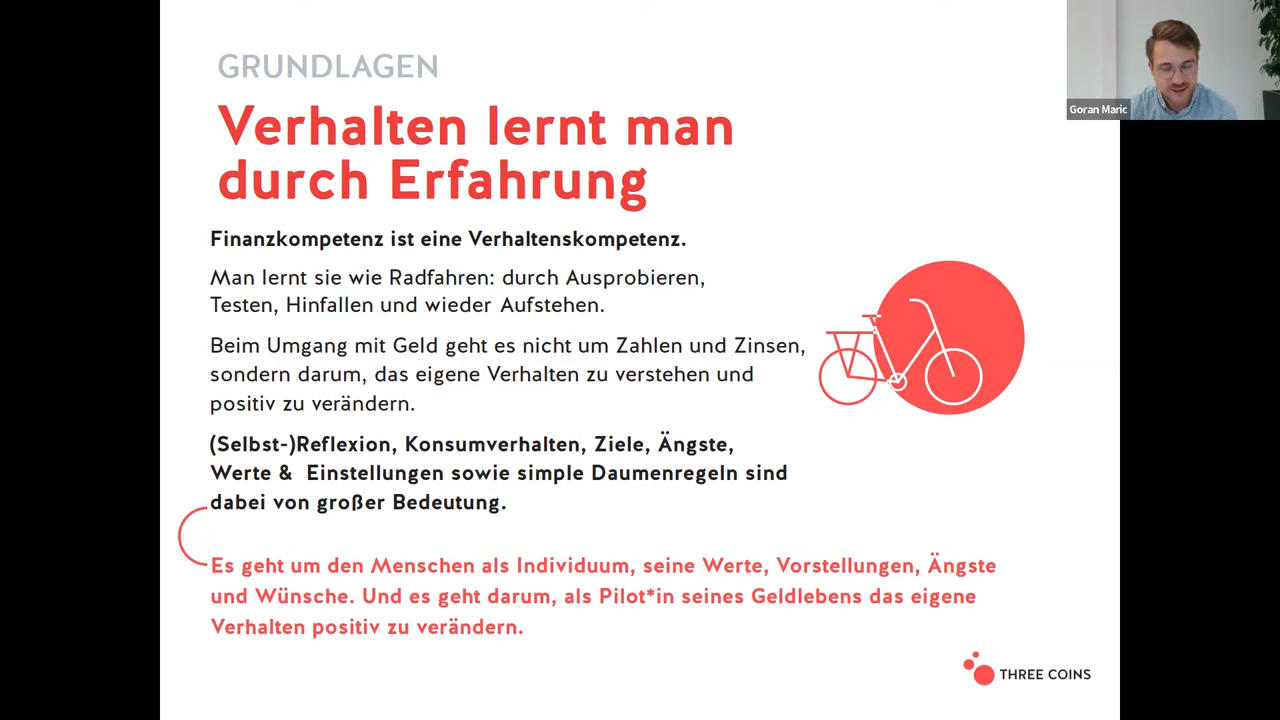 GRUNDLAGEN
Verhalten lernt man
durch Erfahrung
Finanzkompetenz ist eine Verhaltenskompetenz.
Man lernt sie wie Radfahren: durch Ausprobieren,
Testen, Hinfallen und wieder Aufstehen.
Beim Umgang mit Geld geht es nicht um Zahlen und Zinsen,
sondern darum, das eigene Verhalten zu verstehen und
positiv zu verändern.
(Selbst-)Reflexion, Konsumverhalten, Ziele, Ängste,
Werte & Einstellungen sowie simple Daumenregeln sind
dabei von großer Bedeutung.
Es geht um den Menschen als Individuum, seine Werte, Vorstellungen, Ängste
und Wünsche. Und es geht darum, als Pilot*in seines Geldlebens das eigene
Verhalten positiv zu verändern.
THREE COINS
Goran Maric